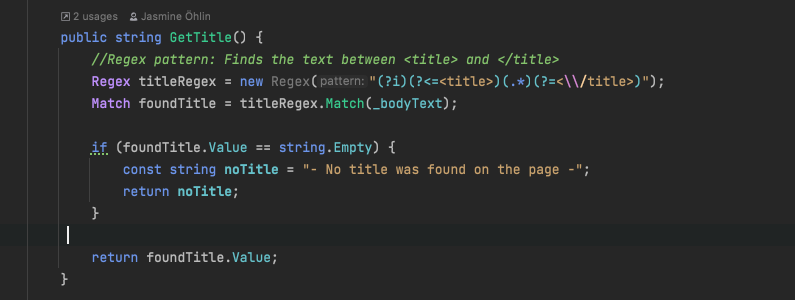 2 usages Jasmine Öhlin
public string GetTitle() {
//Regex pattern: Finds the text between <title> and </title>
Regex titleRegex = new Regex(pattern: "(?i)(?<=<title>)(.*)(?=<\\/title>)");
Match foundTitle = titleRegex.Match(_bodyText);
if (foundTitle.Value == string.Empty) {
const string noTitle = "- No title was found on the page -";
return noTitle;
}
return foundTitle.Value;
}